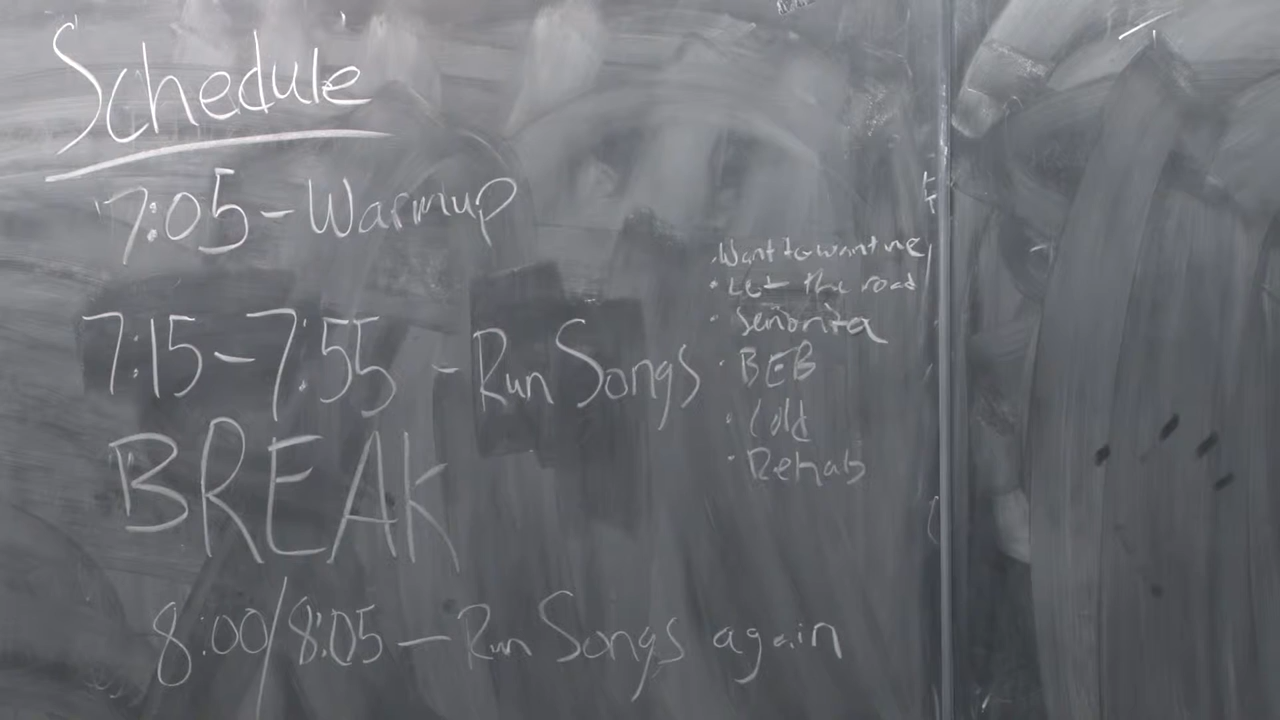 Schedule
7:05 - Warmup
7:15 - 7:55 - Run Songs
• Want to want me
• Let the road
• Señorita
• BEB
• Cold
• Rehab
BREAK
8:00/8:05 - Run Songs again